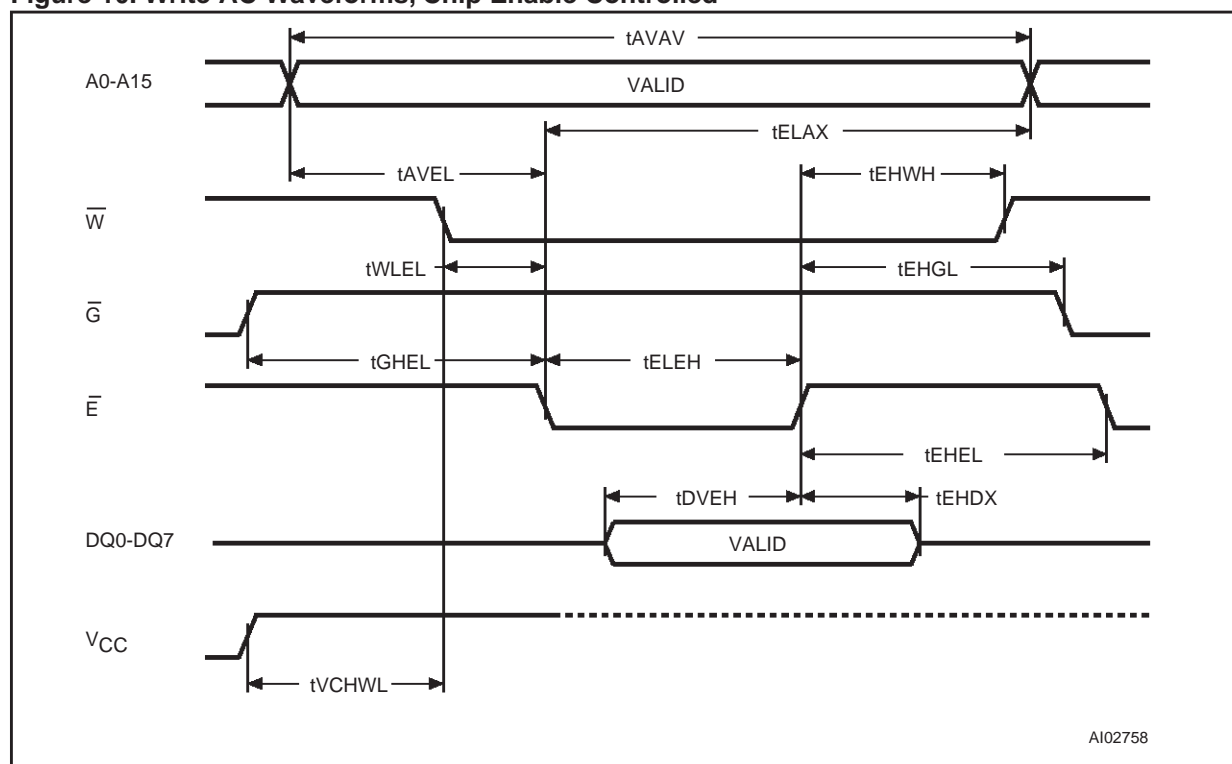 Figure 10. Write AC Waveforms, Chip Enable Controlled
tAVAV
A0-A15
VALID
tELAX
tAVEL
tEHWH
W
tWLEL
tEHGL
G
tGHEL
tELEH
E
tEHEL
tDVEH
tEHDX
DQ0-DQ7
VALID
VCC
tVCHWL
AI02758